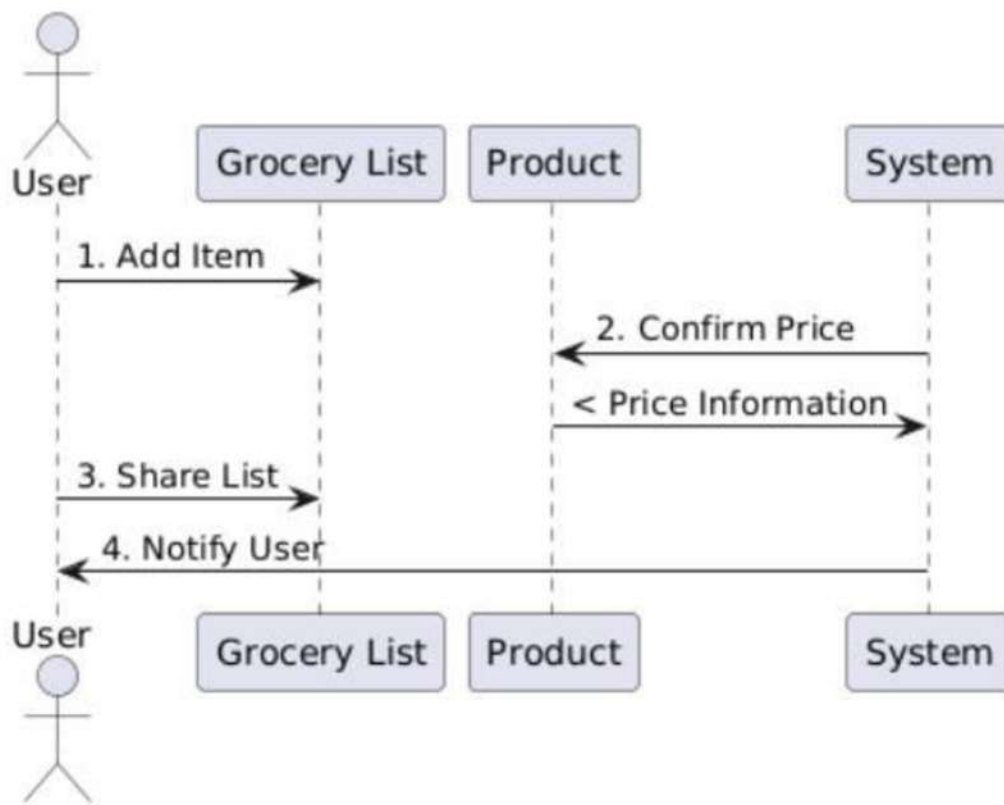 User
Grocery List
Product
System
1. Add Item
2. Confirm Price
< Price Information
3. Share List
4. Notify User
User
Grocery List
Product
System